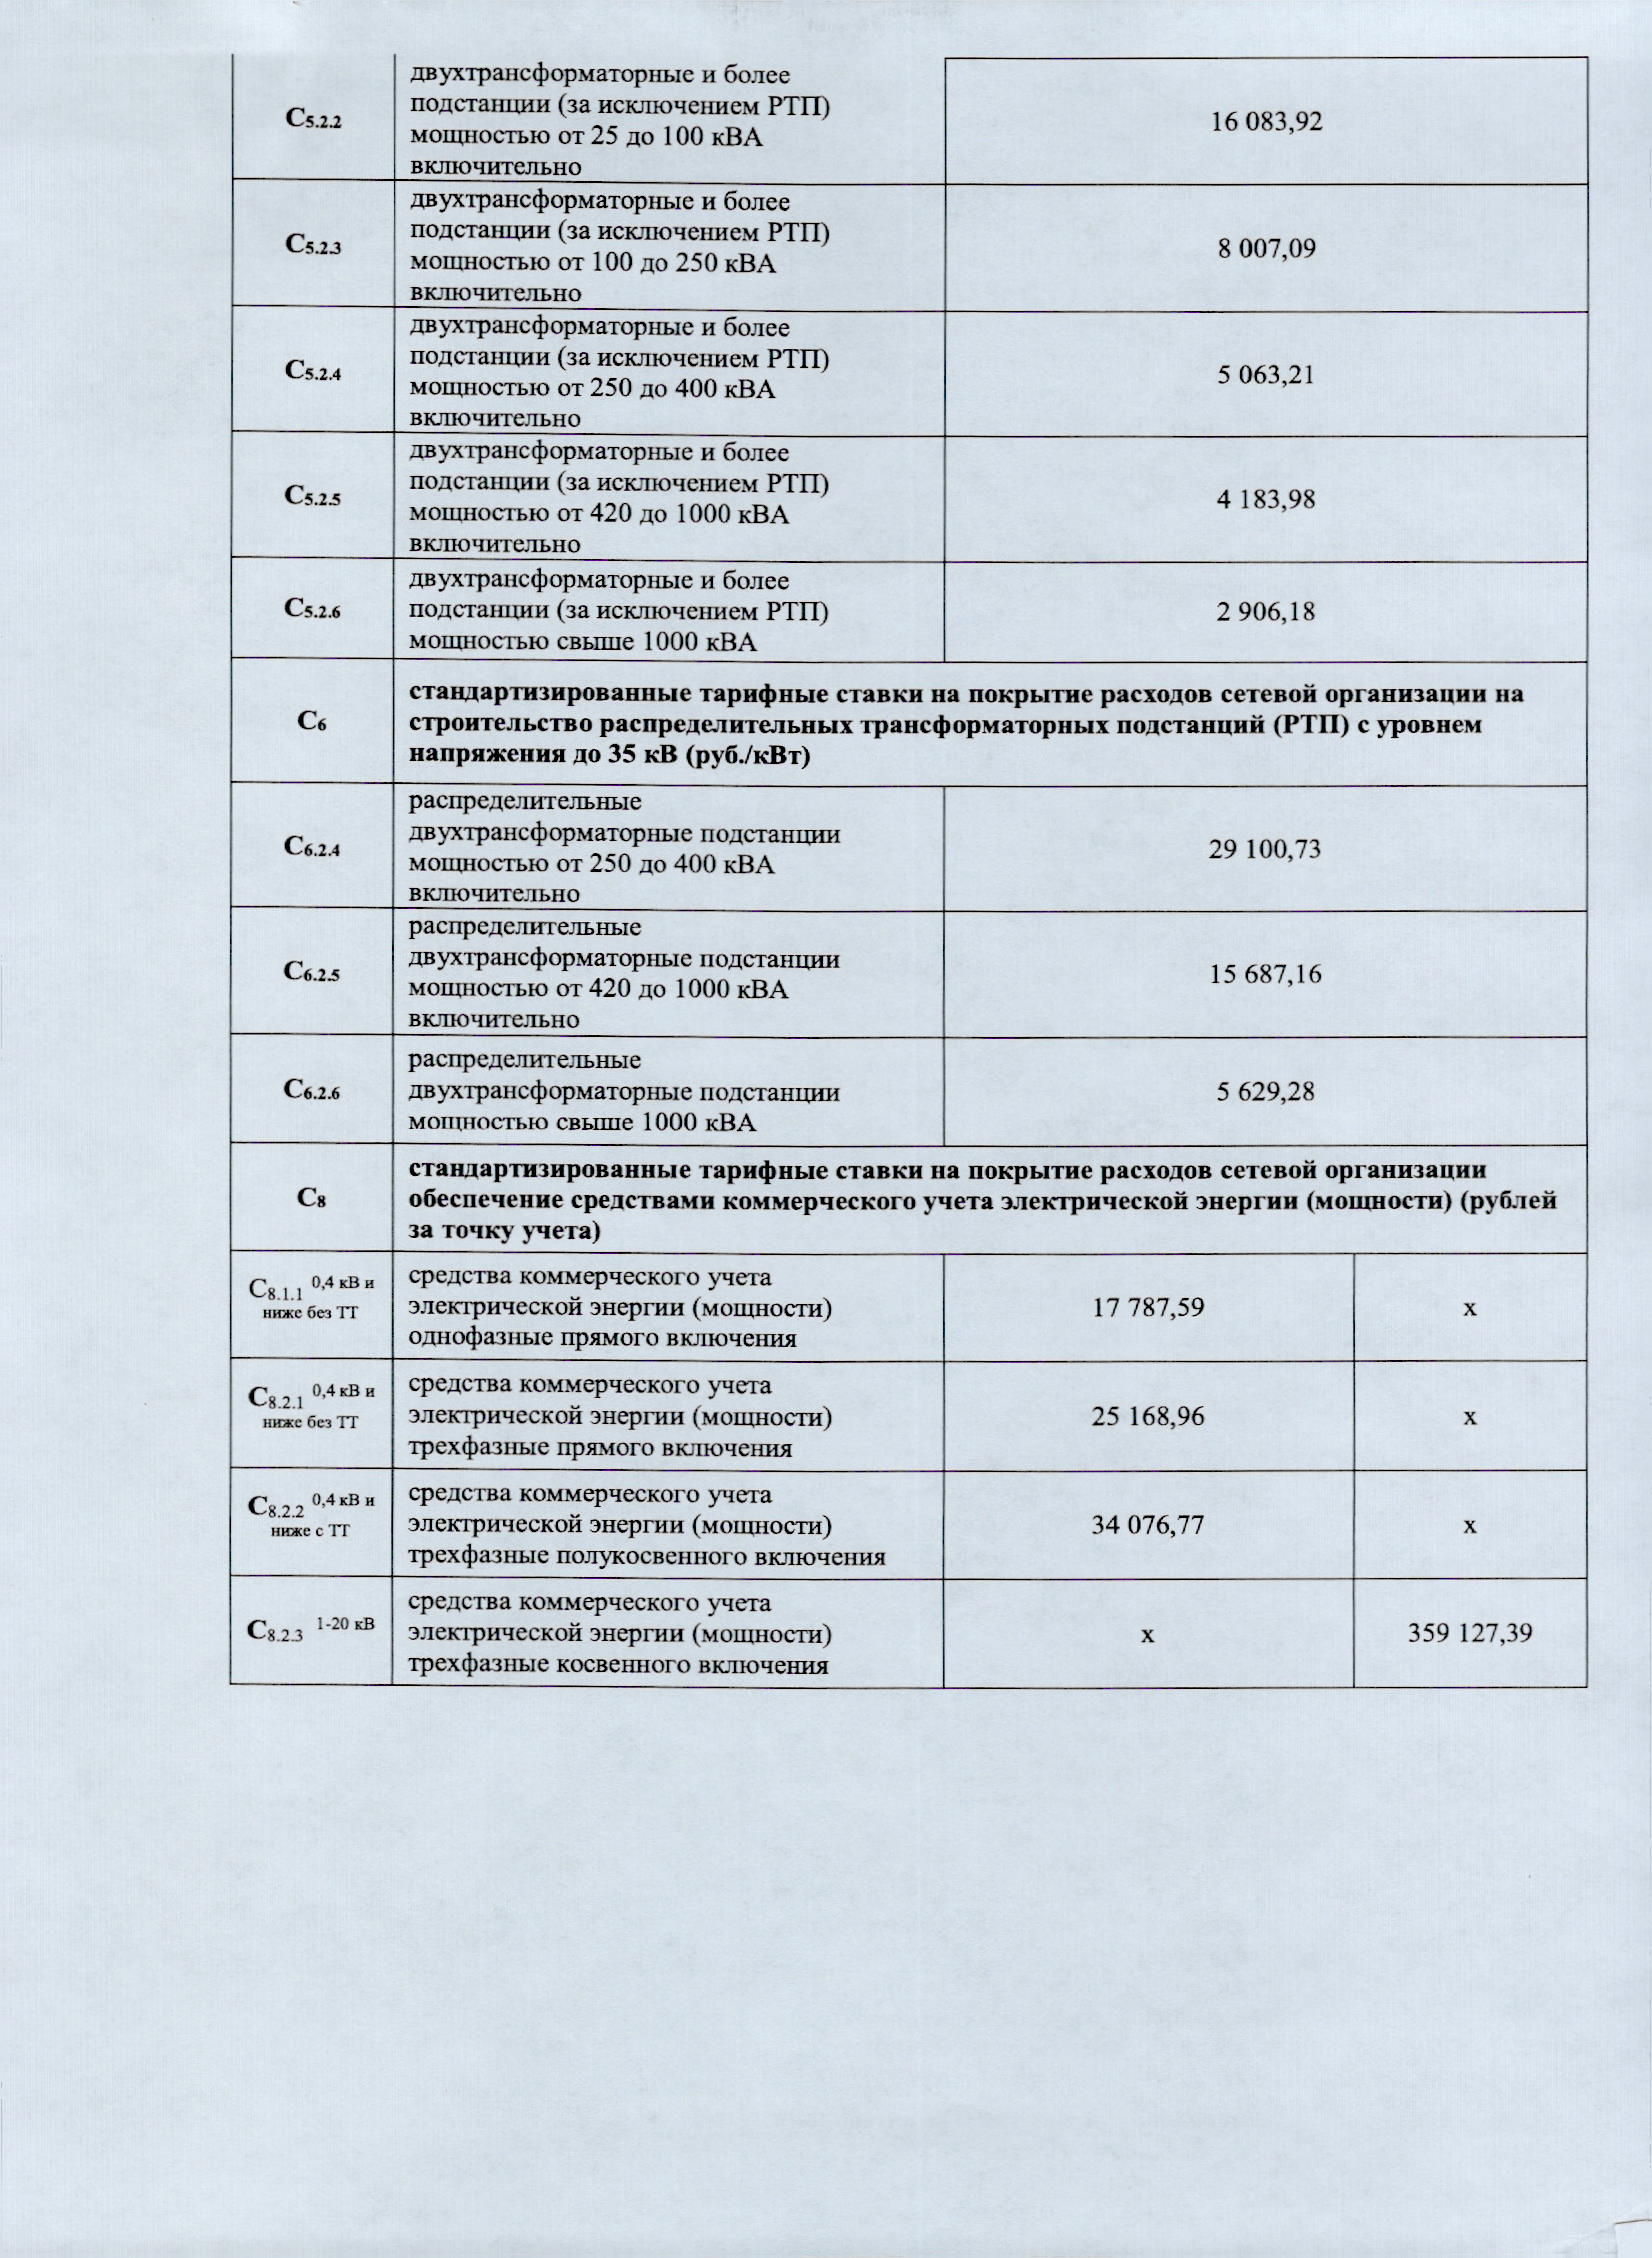 С5.2.2
двухтрансформаторные и более
подстанции (за исключением РТП)
мощностью от 25 до 100 кВА
включительно
16 083,92
С5.2.3
двухтрансформаторные и более
подстанции (за исключением РТП)
мощностью от 100 до 250 кВА
включительно
8 007,09
С5.2.4
двухтрансформаторные и более
подстанции (за исключением РТП)
мощностью от 250 до 400 кВА
включительно
5 063,21
С5.2.5
двухтрансформаторные и более
подстанции (за исключением РТП)
мощностью от 420 до 1000 кВА
включительно
4 183,98
С5.2.6
двухтрансформаторные и более
подстанции (за исключением РТП)
мощностью свыше 1000 кВА
2 906,18
С6
стандартизированные тарифные ставки на покрытие расходов сетевой организации на
строительство распределительных трансформаторных подстанций (РТП) с уровнем
напряжения до 35 кВ (руб./кВт)
С6.2.4
распределительные
двухтрансформаторные подстанции
мощностью от 250 до 400 кВА
включительно
29 100,73
С6.2.5
распределительные
двухтрансформаторные подстанции
мощностью от 420 до 1000 кВА
включительно
15 687,16
С6.2.6
распределительные
двухтрансформаторные подстанции
мощностью свыше 1000 кВА
5 629,28
С8
стандартизированные тарифные ставки на покрытие расходов сетевой организации
обеспечение средствами коммерческого учета электрической энергии (мощности) (рублей
за точку учета)
С8.1.1 0,4 кВ и
ниже без ТТ
средства коммерческого учета
электрической энергии (мощности)
однофазные прямого включения
17 787,59
х
С8.2.1 0,4 кВ и
ниже без ТТ
средства коммерческого учета
электрической энергии (мощности)
трехфазные прямого включения
25 168,96
х
С8.2.2 0,4 кВ и
ниже с ТТ
средства коммерческого учета
электрической энергии (мощности)
трехфазные полукосвенного включения
34 076,77
х
С8.2.3 1-20 кВ
средства коммерческого учета
электрической энергии (мощности)
трехфазные косвенного включения
х
359 127,39